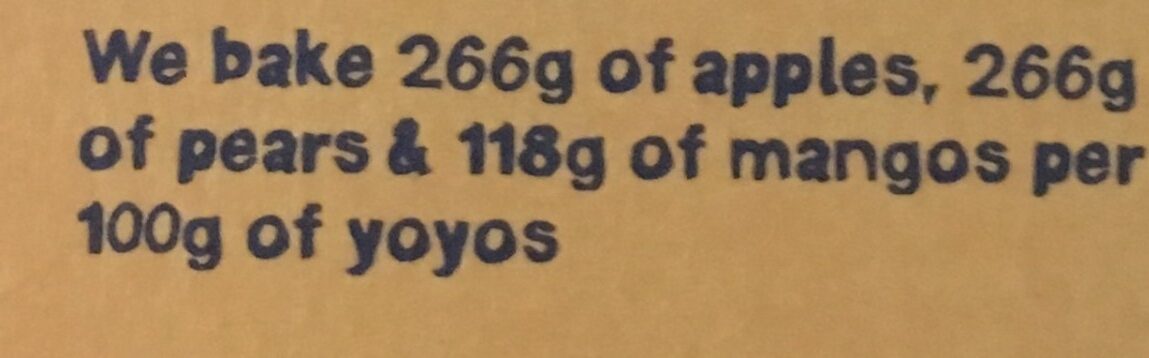 We bake 266g of apples, 266g
of pears & 118g of mangos per
100g of yoyos